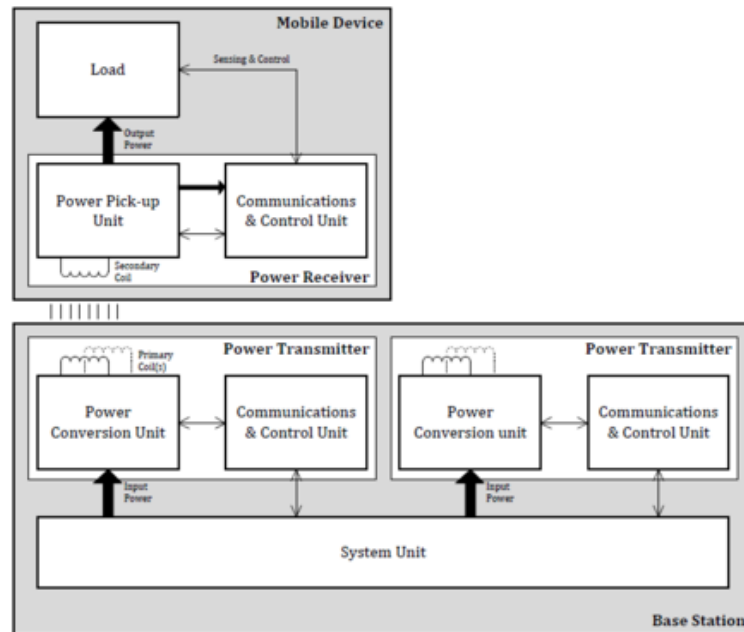 Mobile Device
Load
Sensing & Control
Output
Power
Power Pick-up
Unit
Communications
& Control Unit
Secondary
Coil
Power Receiver
Power Transmitter
Primary
Coil(s)
Power
Conversion Unit
Communications
& Control Unit
Input
Power
Power Transmitter
Power
Conversion unit
Communications
& Control Unit
Input
Power
System Unit
Base Station